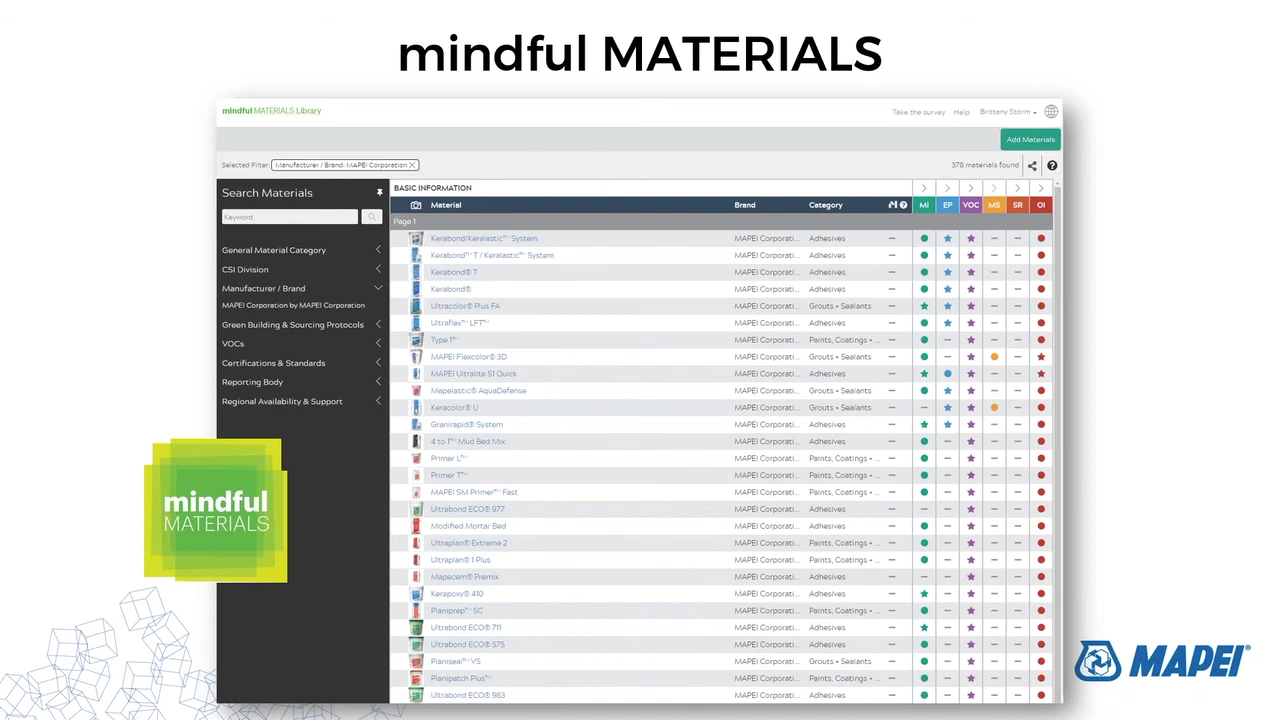 mindful MATERIALS
mindful MATERIALS Library
Take the survey Help Brittany Storm
Add Materials
Selected Filter: Manufacturer / Brand: MAPEI Corporation X
378 materials found
Search Materials
Keyword
General Material Category
CSI Division
Manufacturer / Brand
MAPEI Corporation by MAPEI Corporation
Green Building & Sourcing Protocols
VOCs
Certifications & Standards
Reporting Body
Regional Availability & Support
BASIC INFORMATION
Material Brand Category MI EP VOC MS SR OI
Page 1
Kerabond/Keralastic™ System MAPEI Corporati... Adhesives
Kerabond™ T / Keralastic™ System MAPEI Corporati... Adhesives
Kerabond® T MAPEI Corporati... Adhesives
Kerabond® MAPEI Corporati... Adhesives
Ultracolor® Plus FA MAPEI Corporati... Grouts + Sealants
Ultraflex™ LFT™ MAPEI Corporati... Adhesives
Type 1™ MAPEI Corporati... Paints, Coatings + ...
MAPEI Flexcolor® 3D MAPEI Corporati... Grouts + Sealants
MAPEI Ultralite S1 Quick MAPEI Corporati... Adhesives
Mapelastic® AquaDefense MAPEI Corporati... Grouts + Sealants
Keracolor® U MAPEI Corporati... Grouts + Sealants
Granirapid® System MAPEI Corporati... Adhesives
4 to 1™ Mud Bed Mix MAPEI Corporati... Adhesives
Primer L™ MAPEI Corporati... Paints, Coatings + ...
Primer T™ MAPEI Corporati... Paints, Coatings + ...
MAPEI SM Primer™ Fast MAPEI Corporati... Paints, Coatings + ...
Ultrabond ECO® 977 MAPEI Corporati... Adhesives
Modified Mortar Bed MAPEI Corporati... Adhesives
Ultraplan® Extreme 2 MAPEI Corporati... Paints, Coatings + ...
Ultraplan® 1 Plus MAPEI Corporati... Paints, Coatings + ...
Mapecem® Premix MAPEI Corporati... Adhesives
Kerapoxy® 410 MAPEI Corporati... Adhesives
Planiprep™ SC MAPEI Corporati... Paints, Coatings + ...
Ultrabond ECO® 711 MAPEI Corporati... Adhesives
Ultrabond ECO® 575 MAPEI Corporati... Adhesives
Planiseal™ VS MAPEI Corporati... Grouts + Sealants
Planipatch Plus™ MAPEI Corporati... Paints, Coatings + ...
Ultrabond ECO® 983 MAPEI Corporati... Adhesives
mindful
MATERIALS
MAPEI®